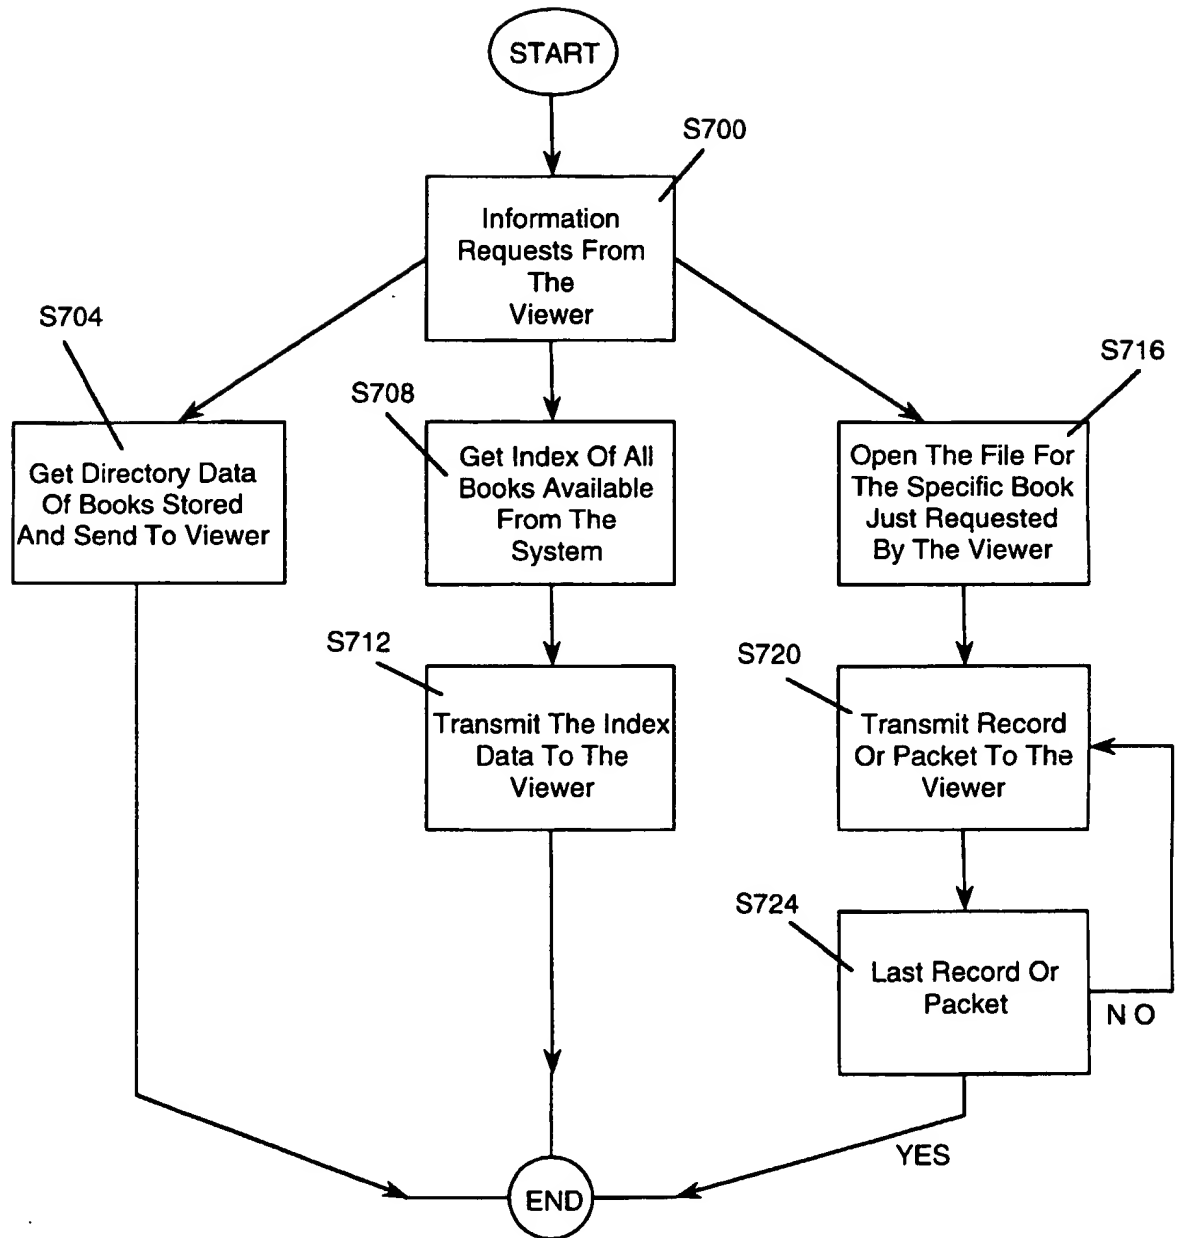 START
S700
Information
Requests From
The
Viewer
S704
Get Directory Data
Of Books Stored
And Send To Viewer
S708
Get Index Of All
Books Available
From The
System
S716
Open The File For
The Specific Book
Just Requested
By The Viewer
S712
Transmit The Index
Data To The
Viewer
S720
Transmit Record
Or Packet To The
Viewer
S724
Last Record Or
Packet
NO
YES
END